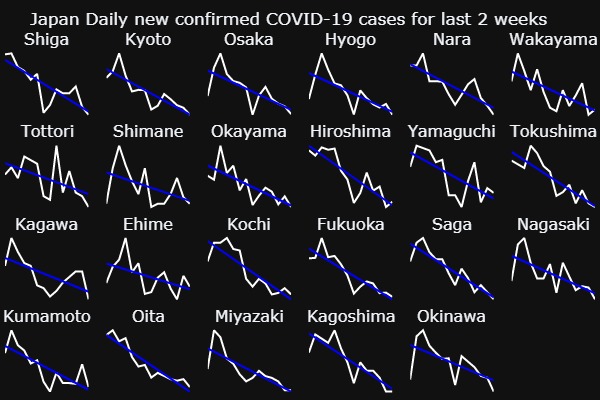 Japan Daily new confirmed COVID-19 cases for last 2 weeks
Shiga Kyoto Osaka Hyogo Nara Wakayama
Tottori Shimane Okayama Hiroshima Yamaguchi Tokushima
Kagawa Ehime Kochi Fukuoka Saga Nagasaki
Kumamoto Oita Miyazaki Kagoshima Okinawa